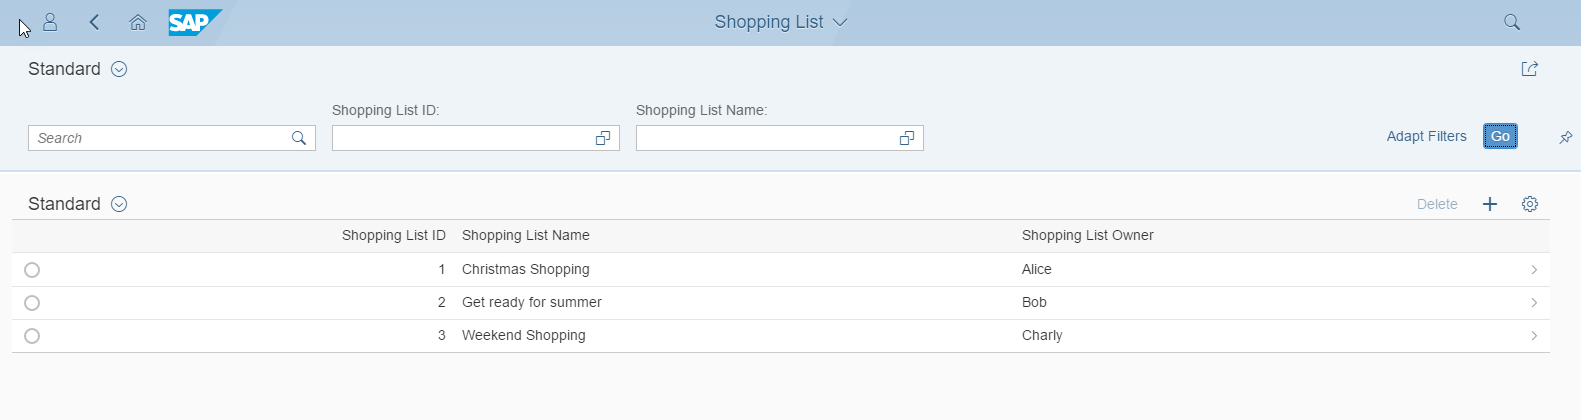 SAP Shopping List
Standard
Shopping List ID: Shopping List Name:
Search Adapt Filters Go
Standard Delete
Shopping List ID Shopping List Name Shopping List Owner
1 Christmas Shopping Alice
2 Get ready for summer Bob
3 Weekend Shopping Charly